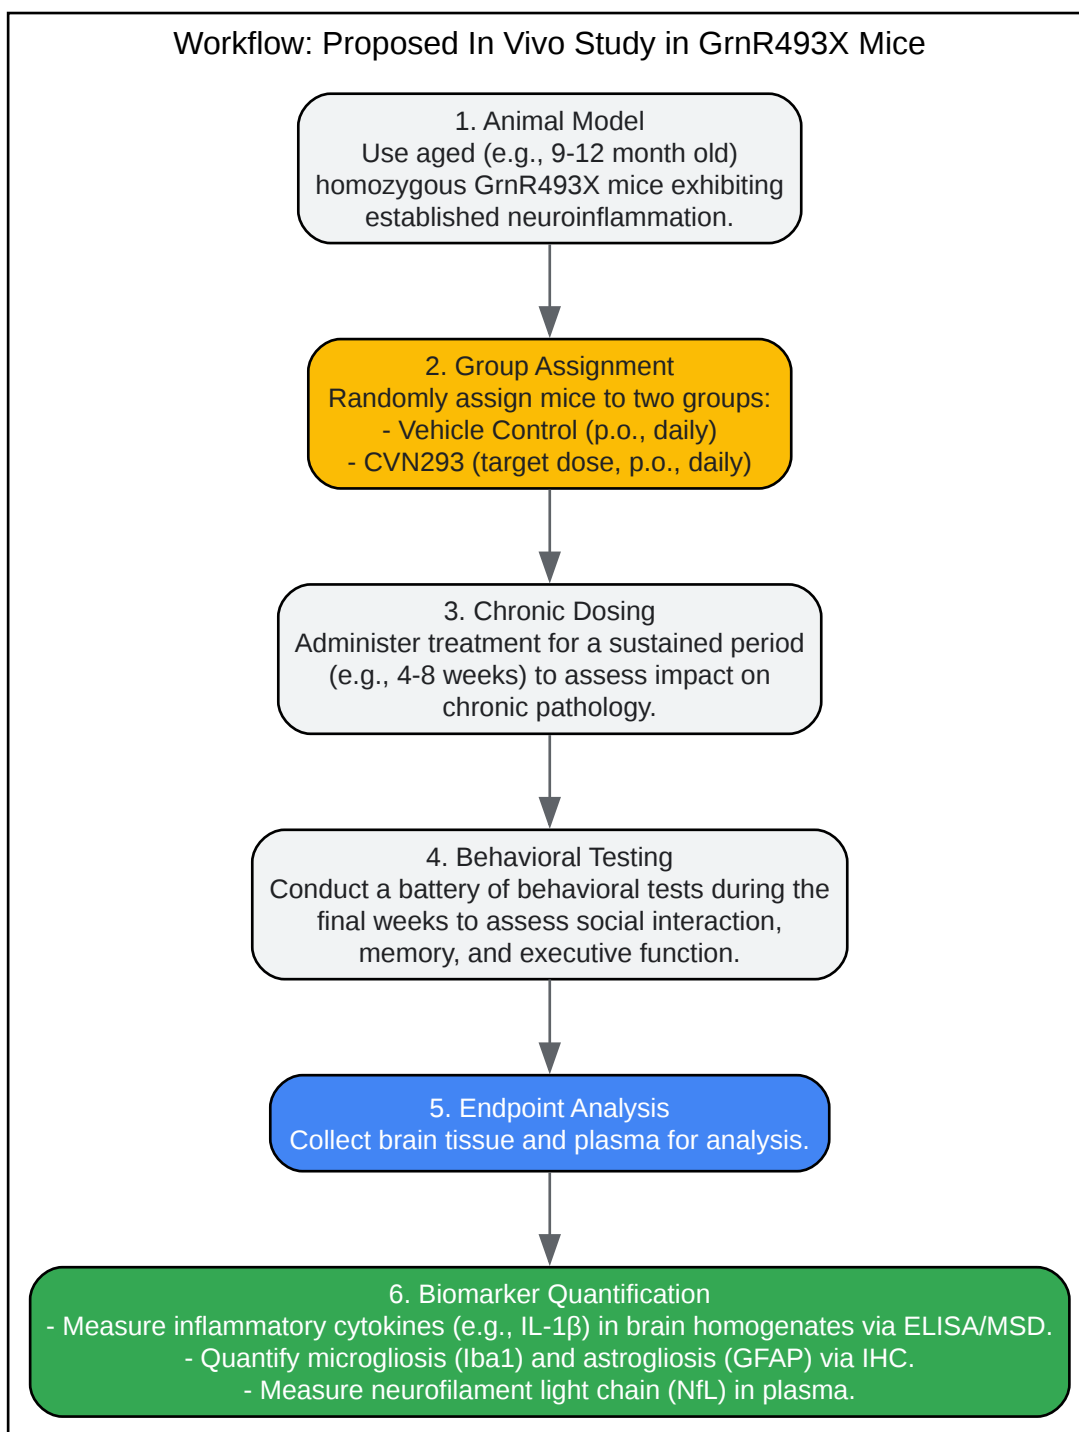 Workflow: Proposed In Vivo Study in GrnR493X Mice
1. Animal Model
Use aged (e.g., 9-12 month old)
homozygous GrnR493X mice exhibiting
established neuroinflammation.
2. Group Assignment
Randomly assign mice to two groups:
- Vehicle Control (p.o., daily)
- CVN293 (target dose, p.o., daily)
3. Chronic Dosing
Administer treatment for a sustained period
(e.g., 4-8 weeks) to assess impact on
chronic pathology.
4. Behavioral Testing
Conduct a battery of behavioral tests during the
final weeks to assess social interaction,
memory, and executive function.
5. Endpoint Analysis
Collect brain tissue and plasma for analysis.
6. Biomarker Quantification
- Measure inflammatory cytokines (e.g., IL-1β) in brain homogenates via ELISA/MSD.
- Quantify microgliosis (Iba1) and astrogliosis (GFAP) via IHC.
- Measure neurofilament light chain (NfL) in plasma.